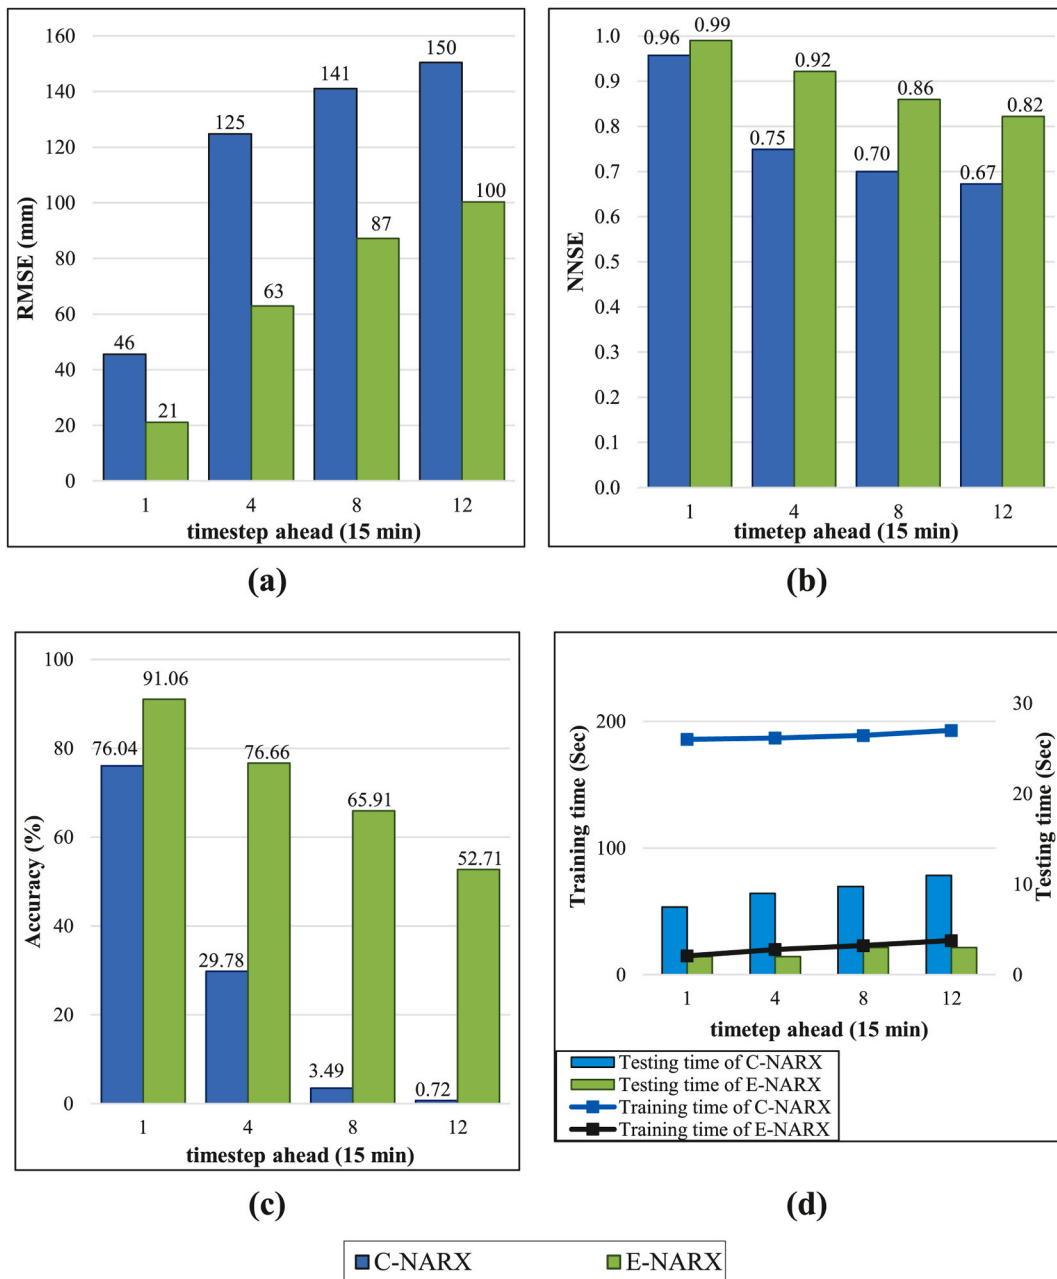 160
140
120
100
80
60
40
20
0
RMSE (mm)
46
21
125
63
141
87
150
100
1 4 8 12
timestep ahead (15 min)
(a)
1.0
0.9
0.8
0.7
0.6
0.5
0.4
0.3
0.2
0.1
0.0
NNSE
0.96
0.99
0.75
0.92
0.70
0.86
0.67
0.82
1 4 8 12
timetep ahead (15 min)
(b)
100
80
60
40
20
0
Accuracy (%)
76.04
91.06
29.78
76.66
3.49
65.91
0.72
52.71
1 4 8 12
timestep ahead (15 min)
(c)
200
100
0
Training time (Sec)
30
20
10
0
Testing time (Sec)
1 4 8 12
timetep ahead (15 min)
Testing time of C-NARX
Testing time of E-NARX
Training time of C-NARX
Training time of E-NARX
(d)
C-NARX E-NARX